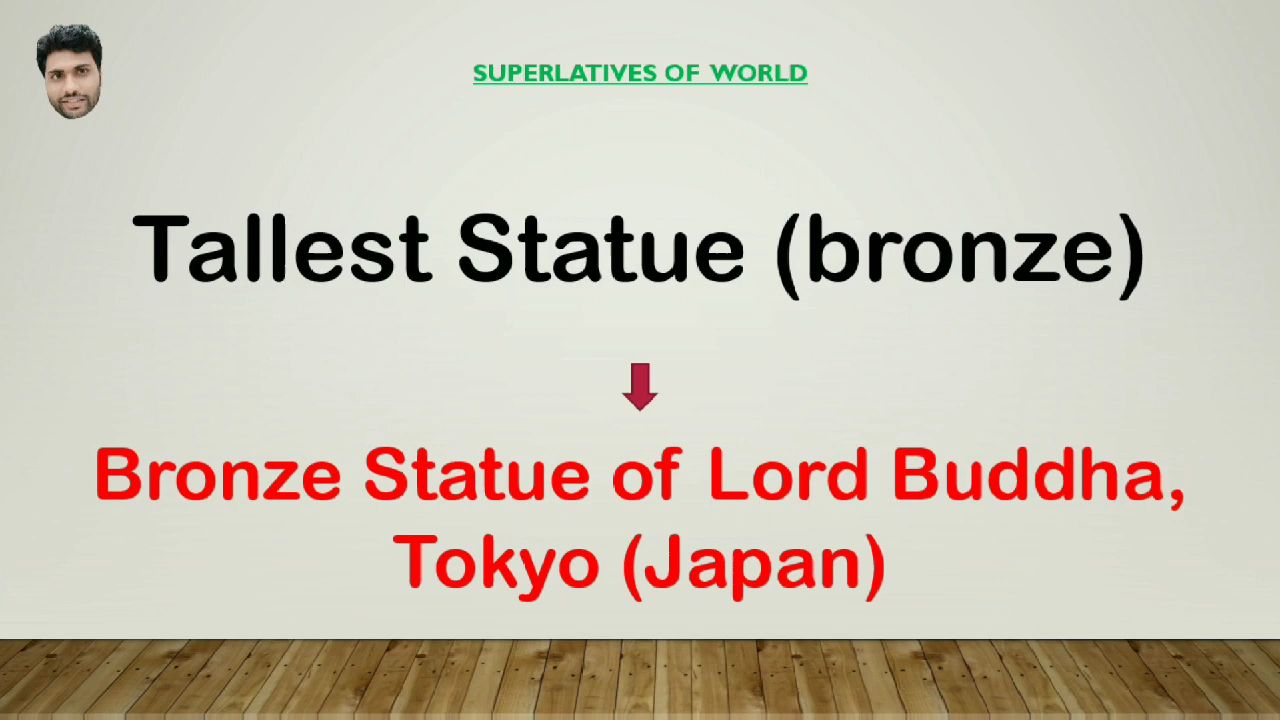 SUPERLATIVES OF WORLD
Tallest Statue (bronze)
Bronze Statue of Lord Buddha,
Tokyo (Japan)